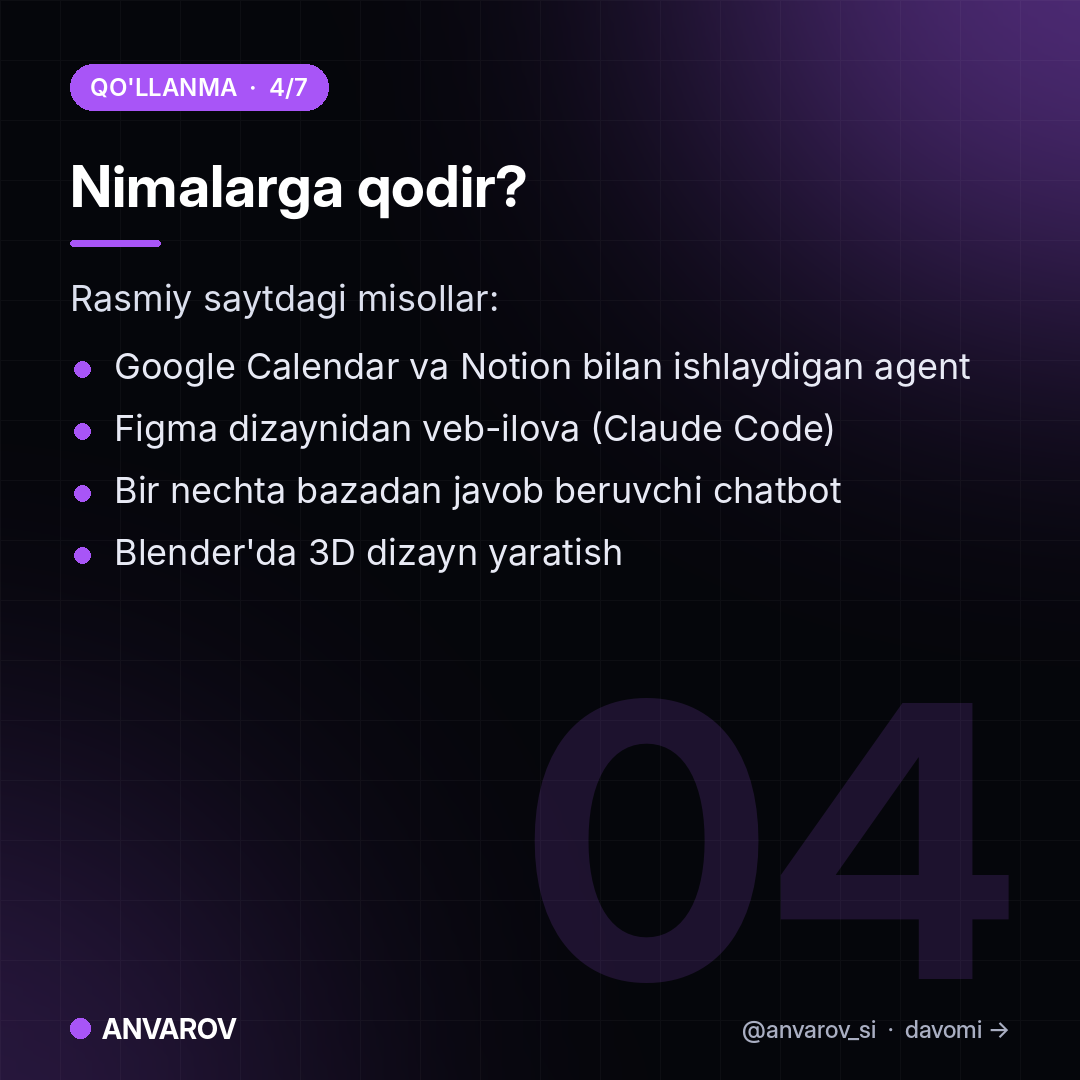 QO'LLANMA · 4/7
Nimalarga qodir?
Rasmiy saytdagi misollar:
Google Calendar va Notion bilan ishlaydigan agent
Figma dizaynidan veb-ilova (Claude Code)
Bir nechta bazadan javob beruvchi chatbot
Blender'da 3D dizayn yaratish
04
ANVAROV
@anvarov_si · davomi →